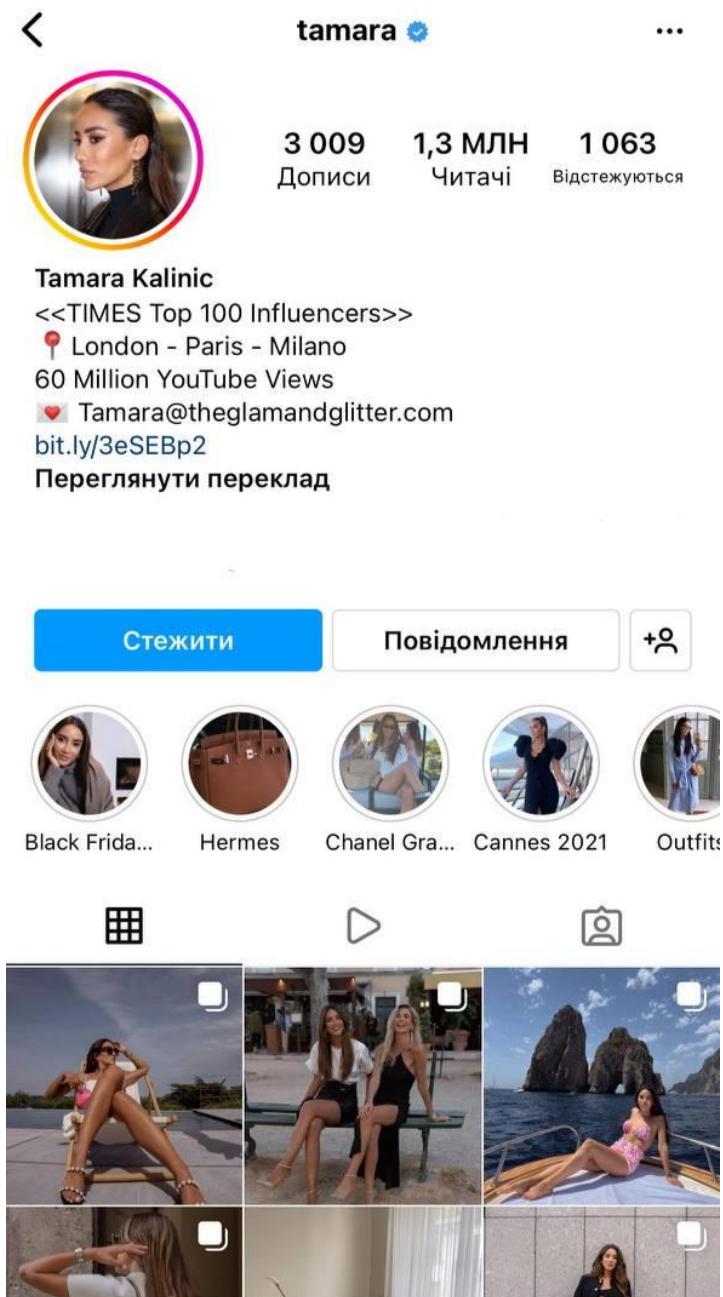 tamara
3 009 1,3 МЛН 1 063
Дописи Читачі Відстежуються
Tamara Kalinic
<<TIMES Top 100 Influencers>>
📍 London - Paris - Milano
60 Million YouTube Views
💌 Tamara@theglamandglitter.com
bit.ly/3eSEBp2
Переглянути переклад
Стежити Повідомлення
Black Frida... Hermes Chanel Gra... Cannes 2021 Outfits